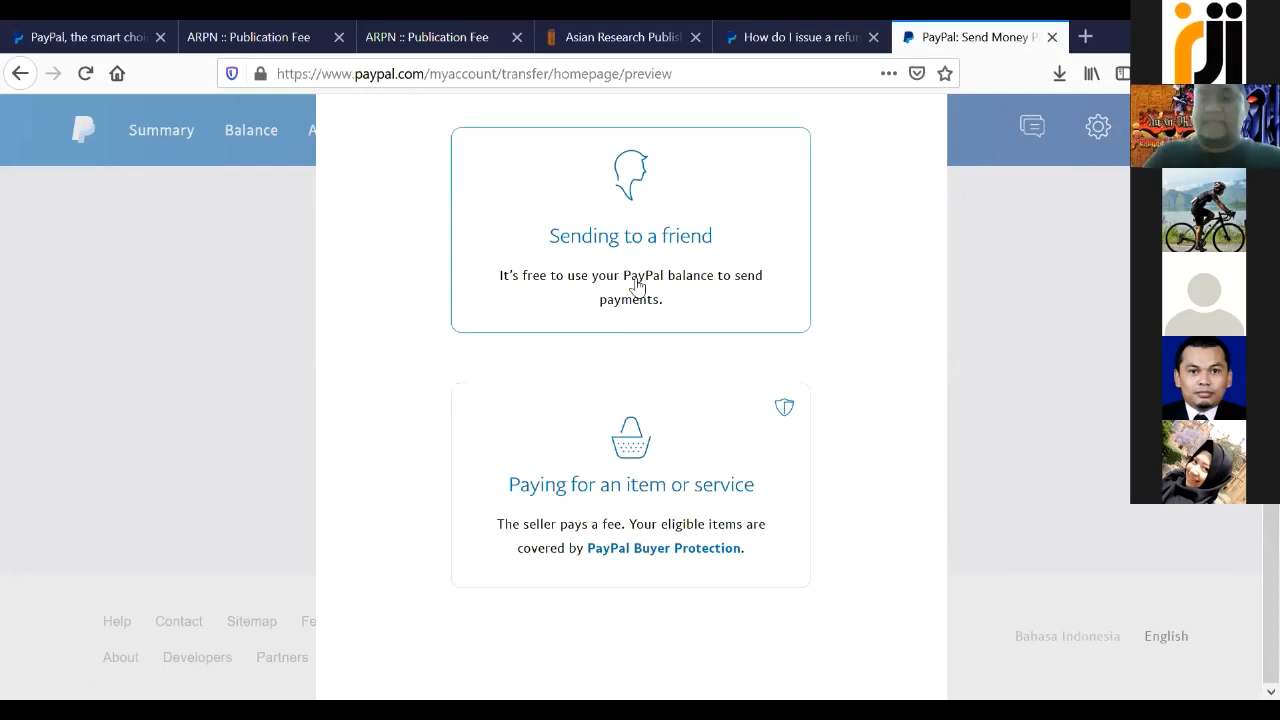 PayPal, the smart choi
ARPN :: Publication Fee
ARPN :: Publication Fee
Asian Research Publish
How do I issue a refun
PayPal: Send Money P
https://www.paypal.com/myaccount/transfer/homepage/preview
Summary
Balance
A
Sending to a friend
It's free to use your PayPal balance to send
payments.
Paying for an item or service
The seller pays a fee. Your eligible items are
covered by PayPal Buyer Protection.
Help
Contact
Sitemap
Fe
Bahasa Indonesia
English
About
Developers
Partners